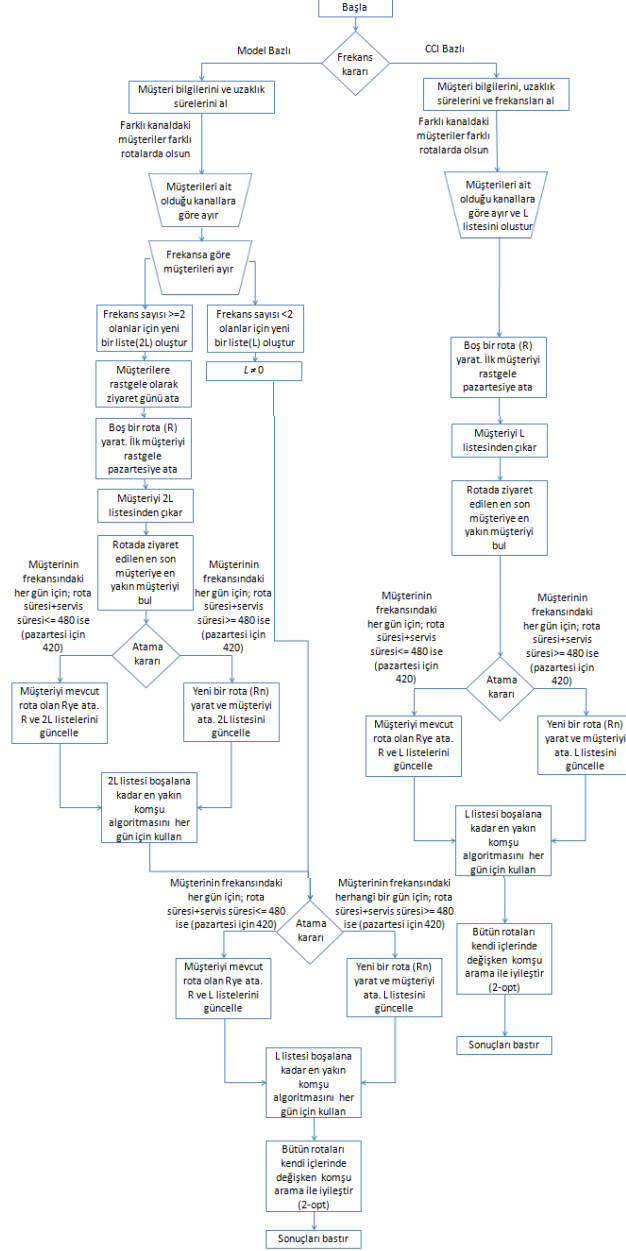 Başla
Model Bazlı
CCI Bazlı
Frekans
kararı
Müşteri bilgilerini ve uzaklık
sürelerini al
Farklı kanaldaki
müşteriler farklı
rotalarda olsun
Müşterileri ait
olduğu kanallara
göre ayır
Frekansa göre
müşterileri ayır
Frekans sayısı >=2
olanlar için yeni
bir liste(2L) oluştur
Frekans sayısı <2
olanlar için yeni
bir liste(L) oluştur
Müşterilere
rastgele olarak
ziyaret günü ata
L ≠ 0
Boş bir rota (R)
yarat. İlk müşteriyi
rastgele
pazartesiye ata
Müşteriyi 2L
listesinden çıkar
Rotada ziyaret
edilen en son
müşteriye en
yakın müşteriyi
bul
Müşterinin
frekansındaki
her gün için; rota
süresi+servis
süresi<= 480 ise
(pazartesi için
420)
Müşterinin
frekansındaki
her gün için; rota
süresi+servis
süresi>= 480 ise
(pazartesi için
420)
Atama
kararı
Müşteriyi mevcut
rota olan Rye ata.
R ve 2L listelerini
güncelle
Yeni bir rota (Rn)
yarat ve müşteriyi
ata. 2L listesini
güncelle
2L listesi boşalana
kadar en yakın
komşu
algoritmasını her
gün için kullan
Müşterinin frekansındaki
her gün için; rota
süresi+servis süresi<= 480
ise (pazartesi için 420)
Müşterinin frekansındaki
herhangi bir gün için; rota
süresi+servis süresi>= 480
ise (pazartesi için 420)
Atama
kararı
Müşteriyi mevcut
rota olan Rye ata.
R ve L listelerini
güncelle
Yeni bir rota (Rn)
yarat ve müşteriyi
ata. L listesini
güncelle
L listesi boşalana
kadar en yakın
komşu
algoritmasını her
gün için kullan
Bütün rotaları
kendi içlerinde
değişken komşu
arama ile iyileştir
(2-opt)
Sonuçları bastır
Müşteri bilgilerini, uzaklık
sürelerini ve frekansları al
Farklı kanaldaki
müşteriler farklı
rotalarda olsun
Müşterileri ait
olduğu kanallara
göre ayır ve L
listesini olustur
Boş bir rota (R)
yarat. İlk müşteriyi
rastgele
pazartesiye ata
Müşteriyi L
listesinden çıkar
Rotada ziyaret
edilen en son
müşteriye en
yakın müşteriyi
bul
Müşterinin
frekansındaki
her gün için; rota
süresi+servis
süresi<= 480 ise
(pazartesi için
420)
Müşterinin
frekansındaki
her gün için; rota
süresi+servis
süresi>= 480 ise
(pazartesi için
420)
Atama
kararı
Müşteriyi mevcut
rota olan Rye ata.
R ve L listelerini
güncelle
Yeni bir rota (Rn)
yarat ve müşteriyi
ata. L listesini
güncelle
L listesi boşalana
kadar en yakın
komşu
algoritmasını her
gün için kullan
Bütün rotaları
kendi içlerinde
değişken komşu
arama ile iyileştir
(2-opt)
Sonuçları bastır